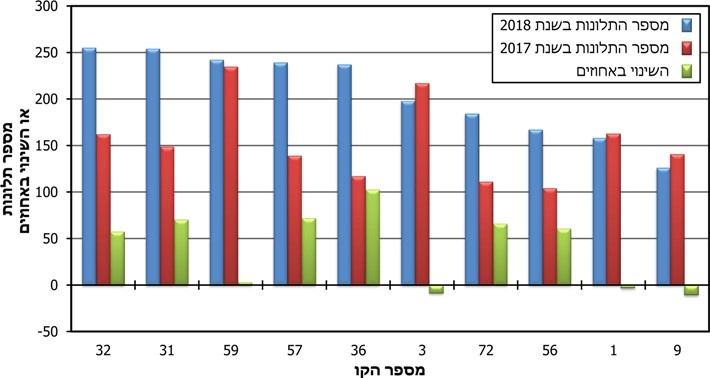 מספר התלונות בשנת 2018
מספר התלונות בשנת 2017
השינוי באחוזים
מספר תלונות
או השינוי באחוזים
300
250
200
150
100
50
0
-50
32 31 59 57 36 3 72 56 1 9
מספר הקו